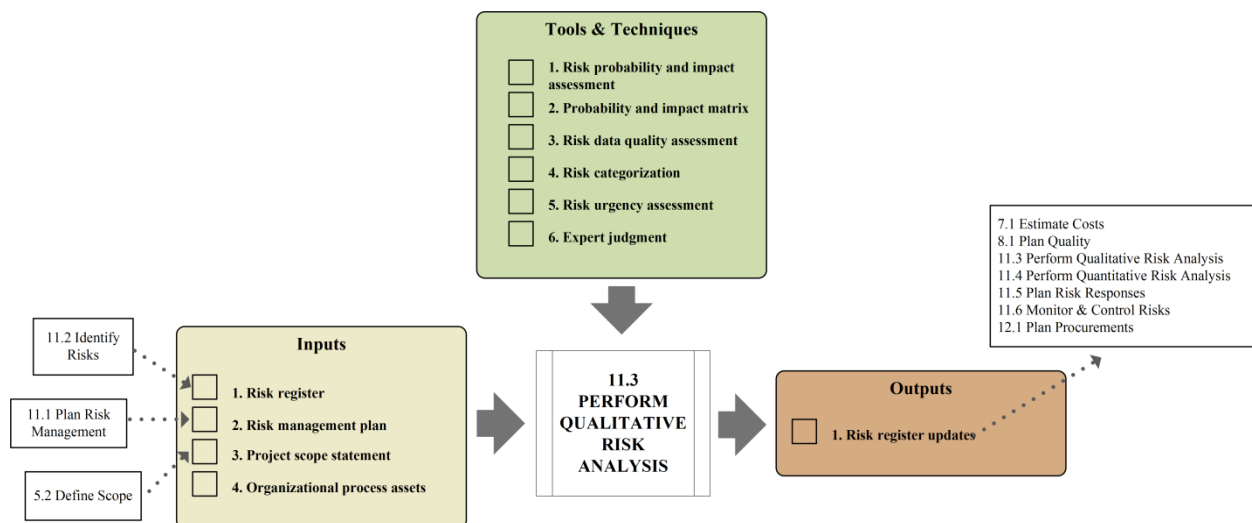 Tools & Techniques
1. Risk probability and impact
assessment
2. Probability and impact matrix
3. Risk data quality assessment
4. Risk categorization
5. Risk urgency assessment
6. Expert judgment
7.1 Estimate Costs
8.1 Plan Quality
11.3 Perform Qualitative Risk Analysis
11.4 Perform Quantitative Risk Analysis
11.5 Plan Risk Responses
11.6 Monitor & Control Risks
12.1 Plan Procurements
11.2 Identify
Risks
11.1 Plan Risk
Management
5.2 Define Scope
Inputs
1. Risk register
2. Risk management plan
3. Project scope statement
4. Organizational process assets
11.3
PERFORM
QUALITATIVE
RISK
ANALYSIS
Outputs
1. Risk register updates